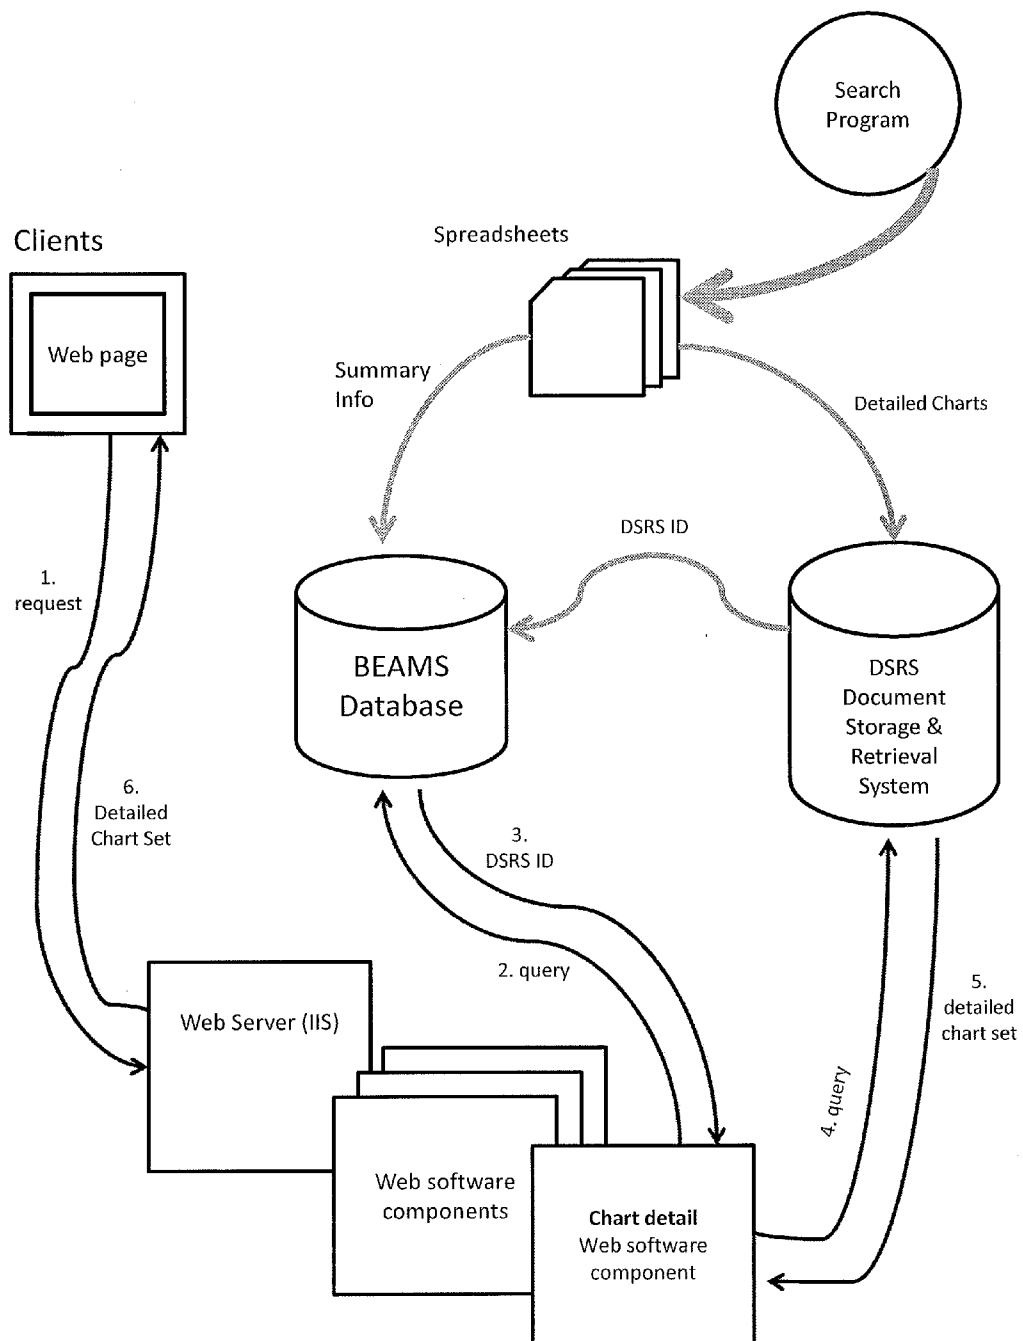 Search
Program
Clients
Spreadsheets
Web page
Summary
Info
Detailed Charts
DSRS ID
1.
request
BEAMS
Database
DSRS
Document
Storage &
Retrieval
System
6.
Detailed
Chart Set
3.
DSRS ID
2. query
5.
detailed
chart set
4. query
Web Server (IIS)
Web software
components
Chart detail
Web software
component